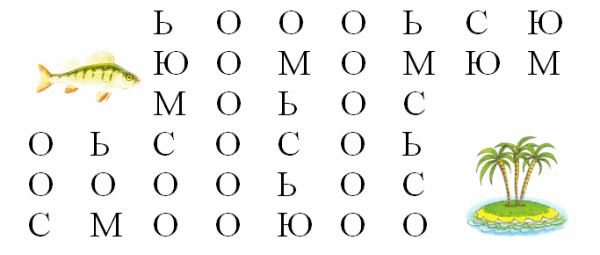 Ь О О О Ь С Ю
Ю О М О М Ю М
М О Ь О С
О Ь С О С О Ь
О О О О Ь О С
С М О О Ю О О